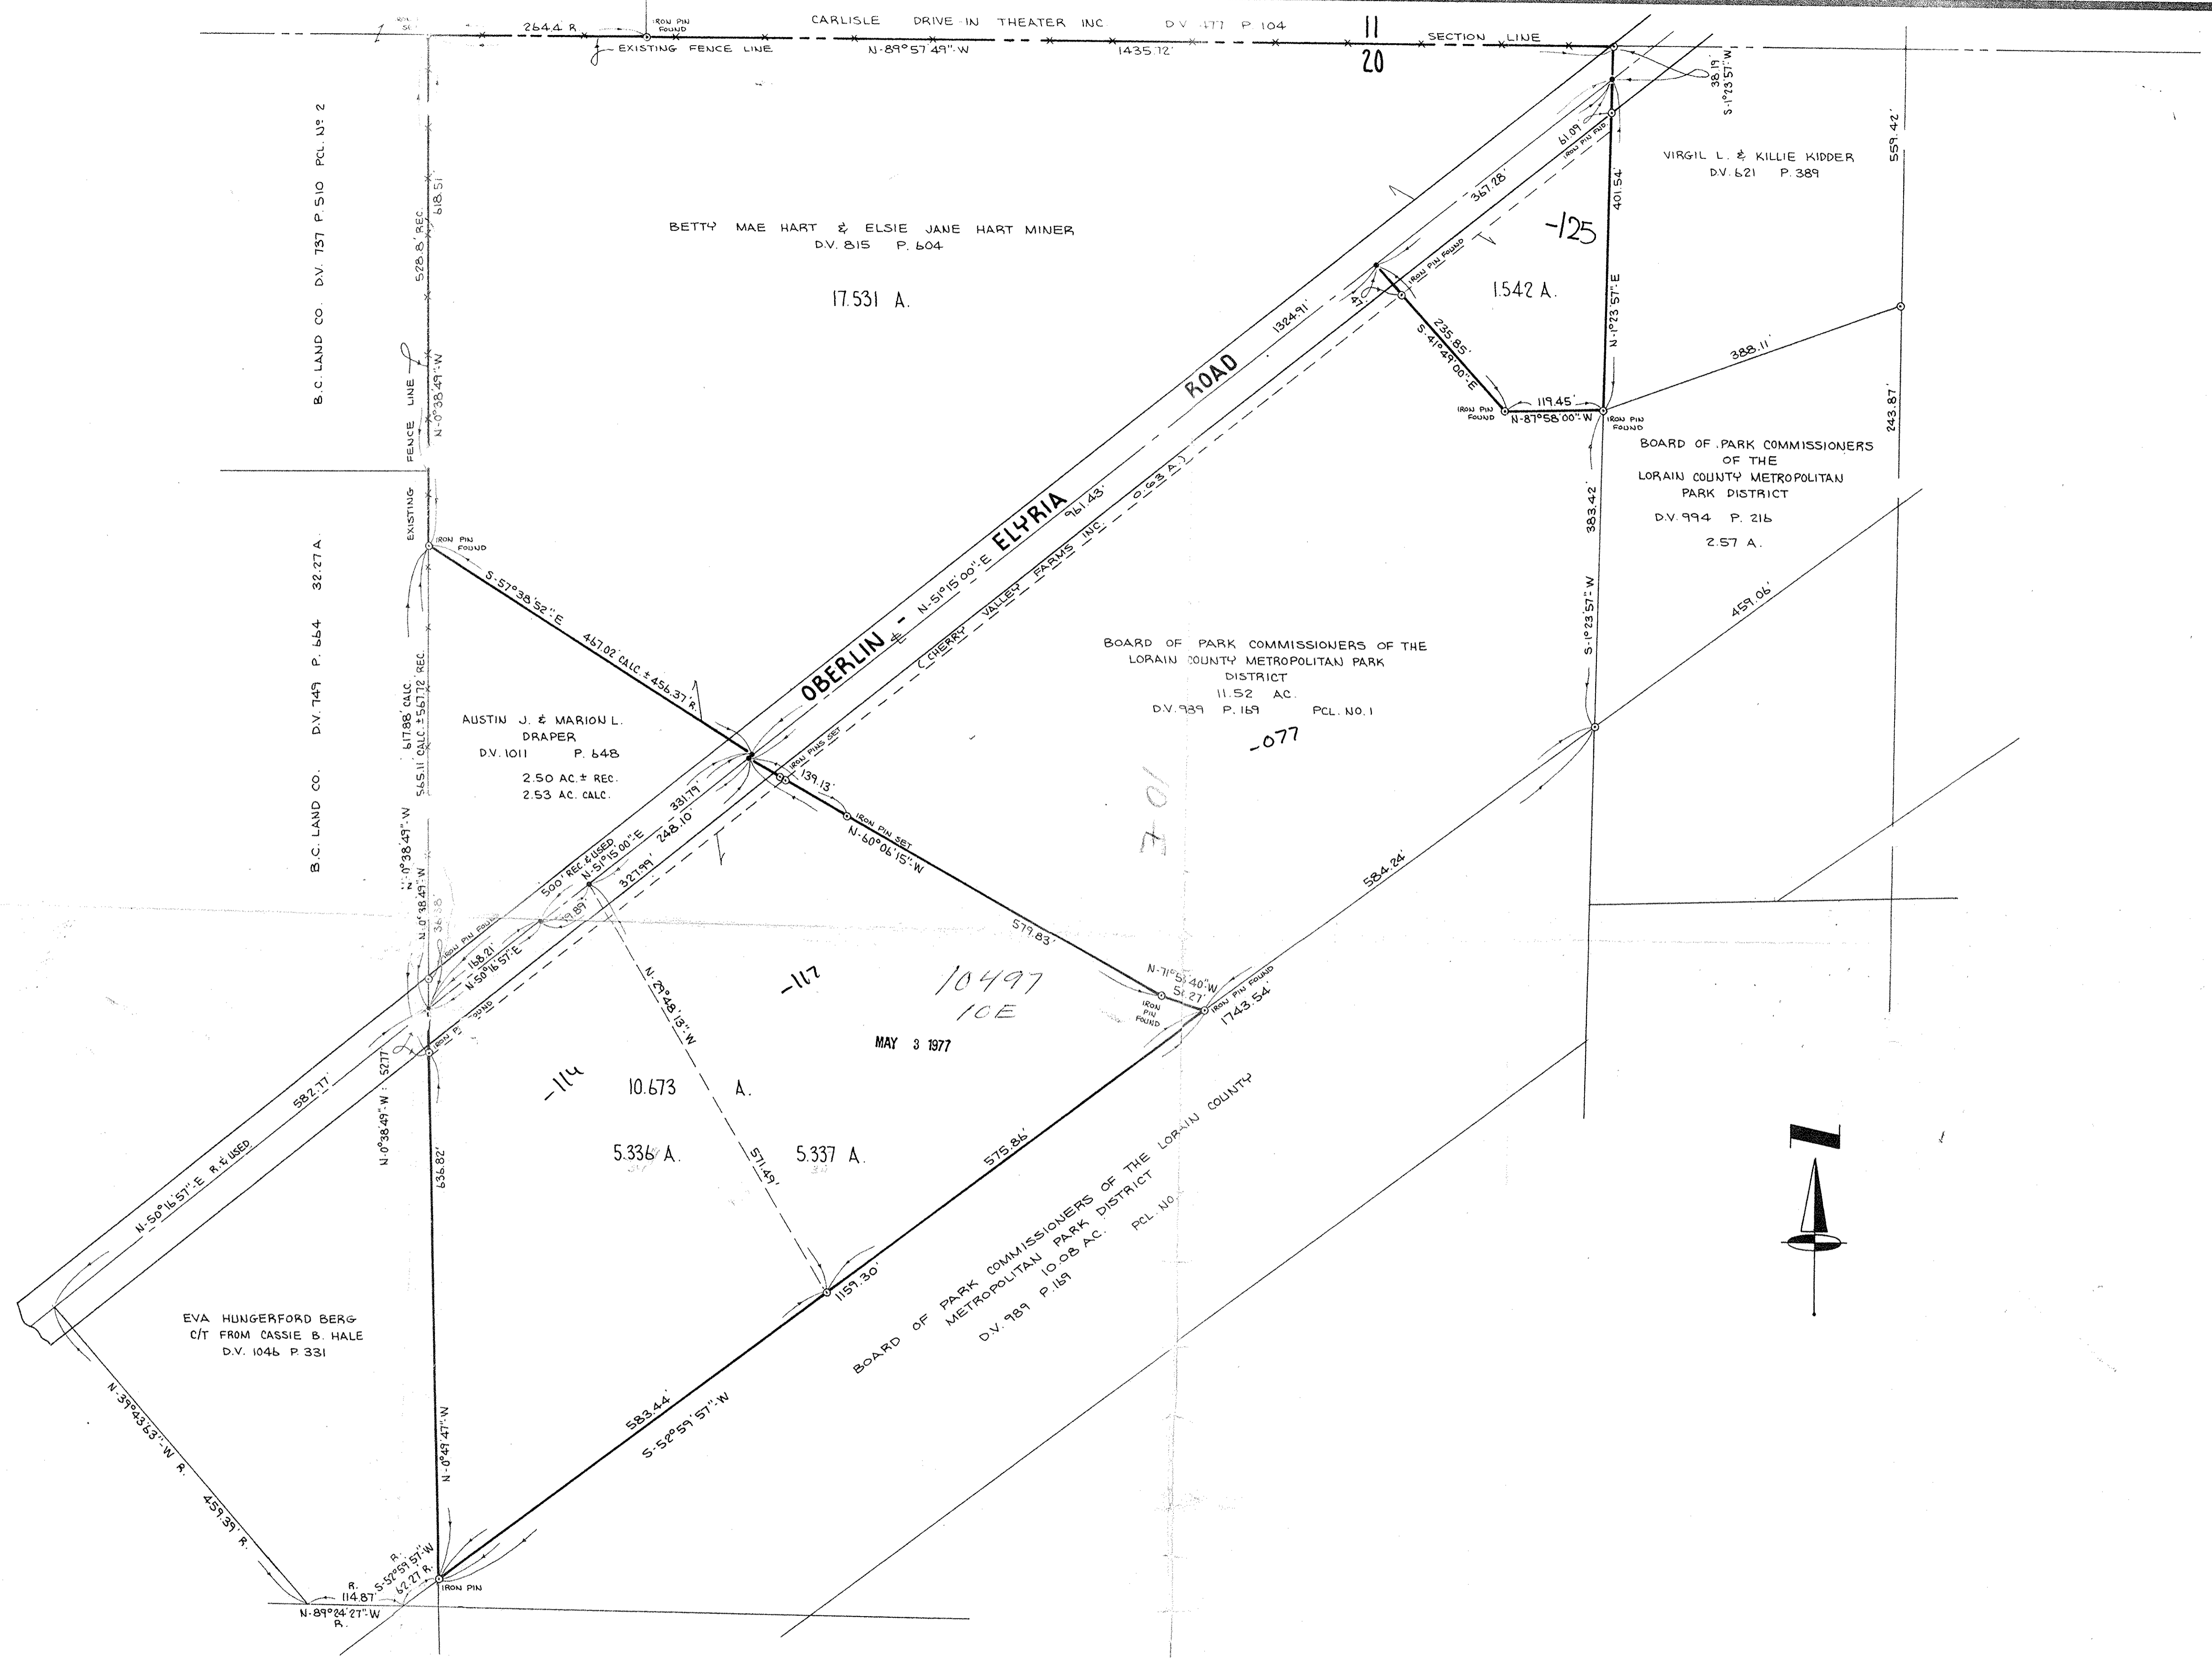 CARLISLE DRIVE-IN THEATER INC. D.V. 477 P 104
264.4 R.
IRON PIN
FOUND
EXISTING FENCE LINE
N-89°57'49"-W
1435.72'
11
20
SECTION LINE
38.19'
S-1°23'57"-W
B.C. LAND CO. D.V. 737 P. 510 PCL. Nº 2
528.8' REC.
618.51'
N-0°38'49"-W
EXISTING FENCE LINE
BETTY MAE HART & ELSIE JANE HART MINER
D.V. 815 P. 604
17.531 A.
61.09'
IRON PIN FND.
367.28'
401.54'
N-1°23'57"-E
VIRGIL L. & KILLIE KIDDER
D.V. 621 P. 389
559.42'
-125
1.542 A.
IRON PIN FOUND
47.
235.85'
S-41°49'00"-E
119.45'
N-87°58'00"-W
IRON PIN
FOUND
IRON PIN
FOUND
388.11'
243.87'
1324.91'
BOARD OF PARK COMMISSIONERS
OF THE
LORAIN COUNTY METROPOLITAN
PARK DISTRICT
D.V. 994 P. 216
2.57 A.
383.42'
S-1°23'57"-W
459.06'
OBERLIN - ELYRIA ROAD
N-51°15'00"-E
961.43'
( CHERRY VALLEY FARMS INC. 0.63 A.)
IRON PIN
FOUND
S-57°38'52"-E
467.02' CALC. ± 456.37' R.
B.C. LAND CO. D.V. 749 P. 664 32.27 A.
N-0°38'49"-W 617.88' CALC.
565.11' CALC. ± 567.72' REC.
AUSTIN J. & MARION L.
DRAPER
D.V. 1011 P. 648
2.50 AC. ± REC.
2.53 AC. CALC.
BOARD OF PARK COMMISSIONERS OF THE
LORAIN COUNTY METROPOLITAN PARK
DISTRICT
11.52 AC.
D.V. 989 P. 169 PCL. NO. 1
-077
IRON PINS SET
139.13'
IRON PIN SET
N-60°06'15"-W
579.83'
331.79'
248.10'
500' REC. & USED
N-51°15'00"-E
327.99'
N-0°38'49"-W
IRON PIN FOUND
168.21'
N-50°16'57"-E
584.24'
N-29°48'13"-W
571.49'
-117
10497
10E
MAY 3 1977
IRON
PIN
FOUND
IRON PIN FOUND
1743.54'
582.77'
N-50°16'57"-E R. & USED
N-0°38'49"-W : 52.77'
-114
10.673 A.
5.336 A.
5.337 A.
636.82'
N-0°49'47"-W
575.86'
1159.30'
583.44'
S-52°59'57"-W
BOARD OF PARK COMMISSIONERS OF THE LORAIN COUNTY
METROPOLITAN PARK DISTRICT
10.08 AC. PCL. NO.
D.V. 989 P. 169
EVA HUNGERFORD BERG
C/T FROM CASSIE B. HALE
D.V. 1046 P. 331
N-39°43'63"-W R.
459.39' R.
R.
S-52°59'57"-W
62.27' R.
R.
114.87'
N-89°24'27"-W
R.
IRON PIN